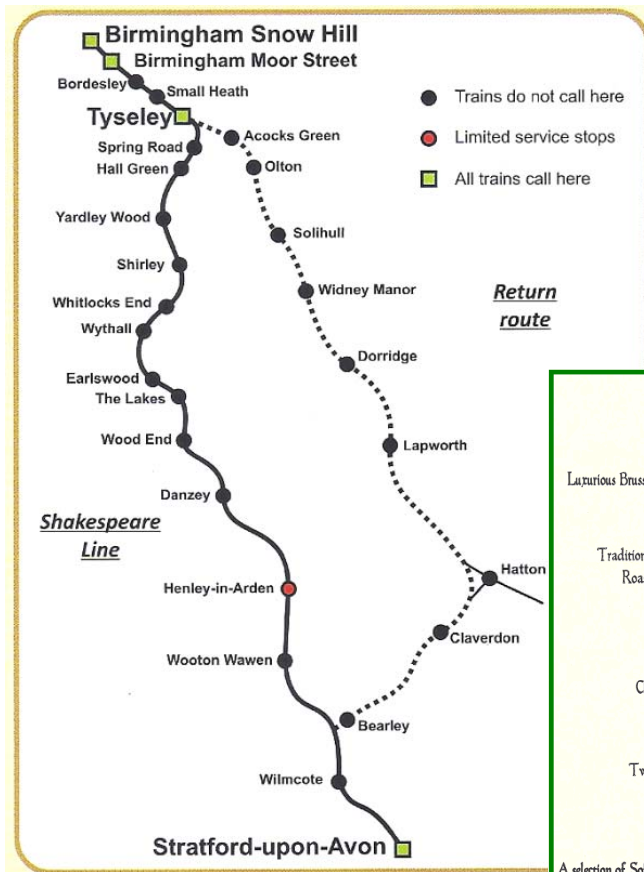 Birmingham Snow Hill
Birmingham Moor Street
Bordesley
Small Heath
Tyseley
Acocks Green
Spring Road
Olton
Hall Green
Yardley Wood
Solihull
Shirley
Widney Manor
Whitlocks End
Wythall
Dorridge
Earlswood
The Lakes
Lapworth
Wood End
Danzey
Hatton
Henley-in-Arden
Claverdon
Wooton Wawen
Bearley
Wilmcote
Stratford-upon-Avon
Trains do not call here
Limited service stops
All trains call here
Return
route
Shakespeare
Line
Luxurious
A selection of